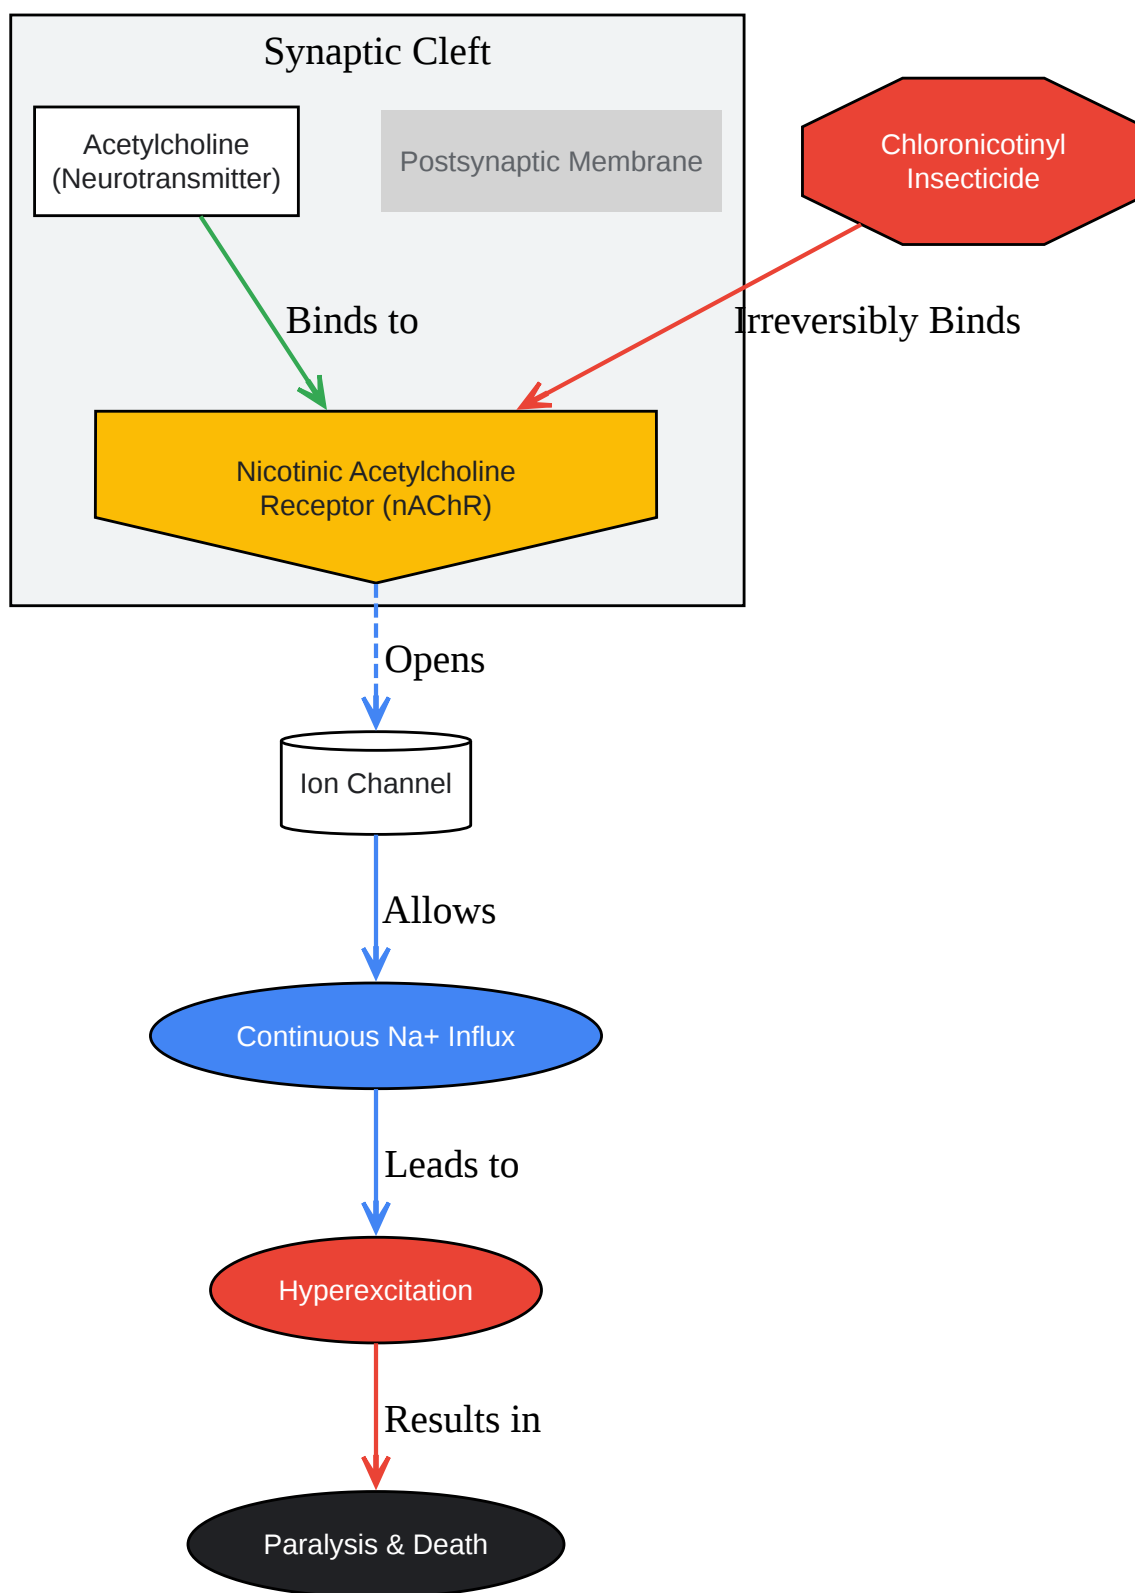 Synaptic Cleft
Acetylcholine
(Neurotransmitter)
Postsynaptic Membrane
Chloronicotinyl
Insecticide
Binds to
Irreversibly Binds
Nicotinic Acetylcholine
Receptor (nAChR)
Opens
Ion Channel
Allows
Continuous Na+ Influx
Leads to
Hyperexcitation
Results in
Paralysis & Death